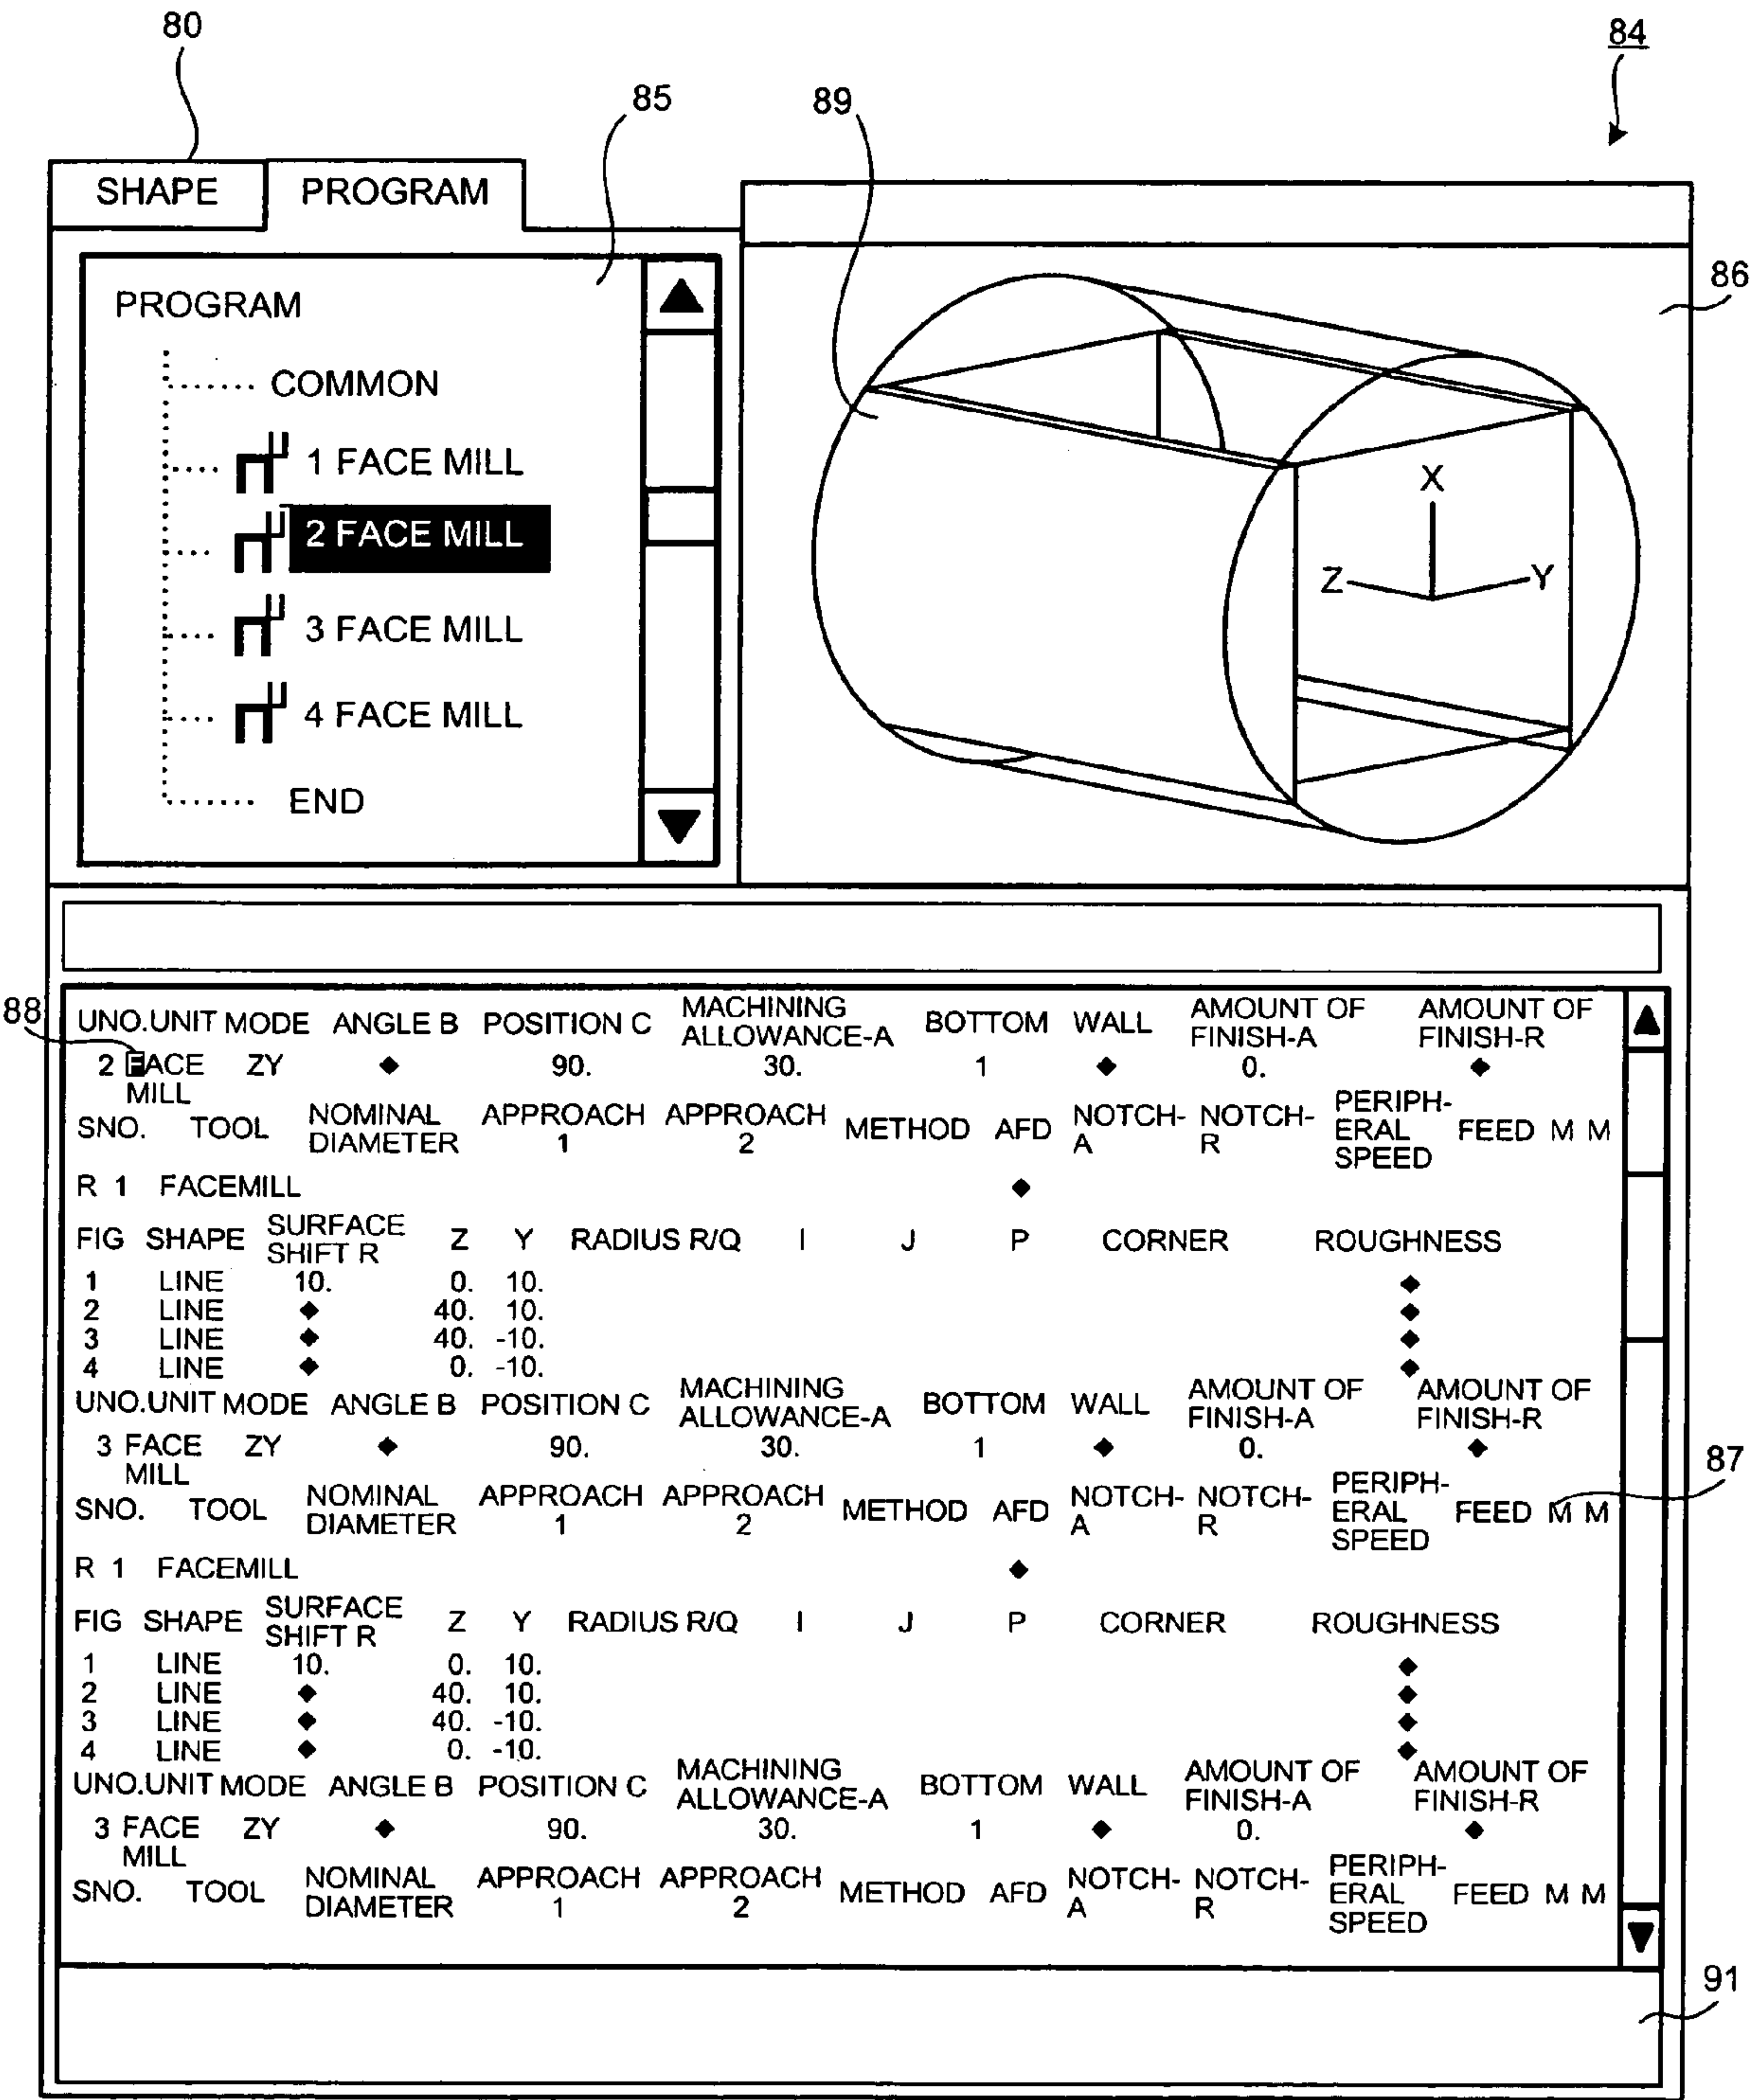 80
84
85
89
SHAPE PROGRAM
86
PROGRAM
COMMON
1 FACE MILL
2 FACE MILL
3 FACE MILL
4 FACE MILL
END
X
Z Y
88
UNO. UNIT MODE ANGLE B POSITION C MACHINING ALLOWANCE-A BOTTOM WALL AMOUNT OF FINISH-A AMOUNT OF FINISH-R
2 FACE MILL ZY ◆ 90. 30. 1 ◆ 0. ◆
SNO. TOOL NOMINAL DIAMETER APPROACH 1 APPROACH 2 METHOD AFD NOTCH-A NOTCH-R PERIPH-ERAL SPEED FEED M M
R 1 FACEMILL ◆
FIG SHAPE SURFACE SHIFT R Z Y RADIUS R/Q I J P CORNER ROUGHNESS
1 LINE 10. 0. 10. ◆
2 LINE ◆ 40. 10. ◆
3 LINE ◆ 40. -10. ◆
4 LINE ◆ 0. -10. ◆
UNO. UNIT MODE ANGLE B POSITION C MACHINING ALLOWANCE-A BOTTOM WALL AMOUNT OF FINISH-A AMOUNT OF FINISH-R
3 FACE MILL ZY ◆ 90. 30. 1 ◆ 0. ◆
87
SNO. TOOL NOMINAL DIAMETER APPROACH 1 APPROACH 2 METHOD AFD NOTCH-A NOTCH-R PERIPH-ERAL SPEED FEED M M
R 1 FACEMILL ◆
FIG SHAPE SURFACE SHIFT R Z Y RADIUS R/Q I J P CORNER ROUGHNESS
1 LINE 10. 0. 10. ◆
2 LINE ◆ 40. 10. ◆
3 LINE ◆ 40. -10. ◆
4 LINE ◆ 0. -10. ◆
UNO. UNIT MODE ANGLE B POSITION C MACHINING ALLOWANCE-A BOTTOM WALL AMOUNT OF FINISH-A AMOUNT OF FINISH-R
3 FACE MILL ZY ◆ 90. 30. 1 ◆ 0. ◆
SNO. TOOL NOMINAL DIAMETER APPROACH 1 APPROACH 2 METHOD AFD NOTCH-A NOTCH-R PERIPH-ERAL SPEED FEED M M
91